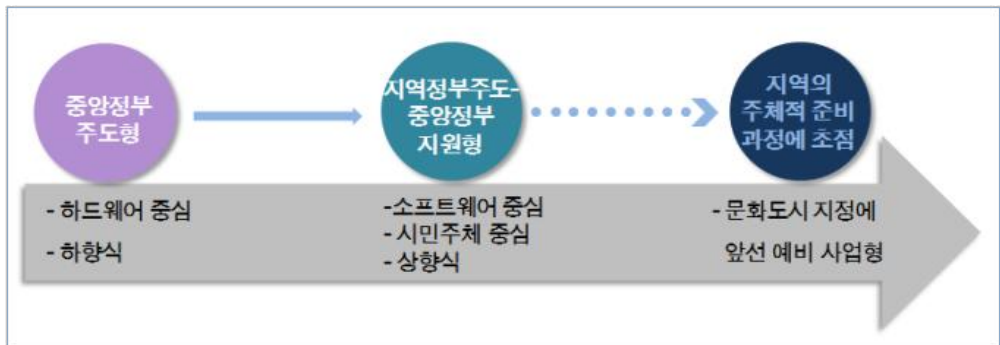 중앙정부
주도형
지역정부주도-
중앙정부
지원형
지역의
주체적 준비
과정에 초점
- 하드웨어 중심
- 하향식
-소프트웨어 중심
- 시민주체 중심
- 상향식
- 문화도시 지정에
앞선 예비 사업형